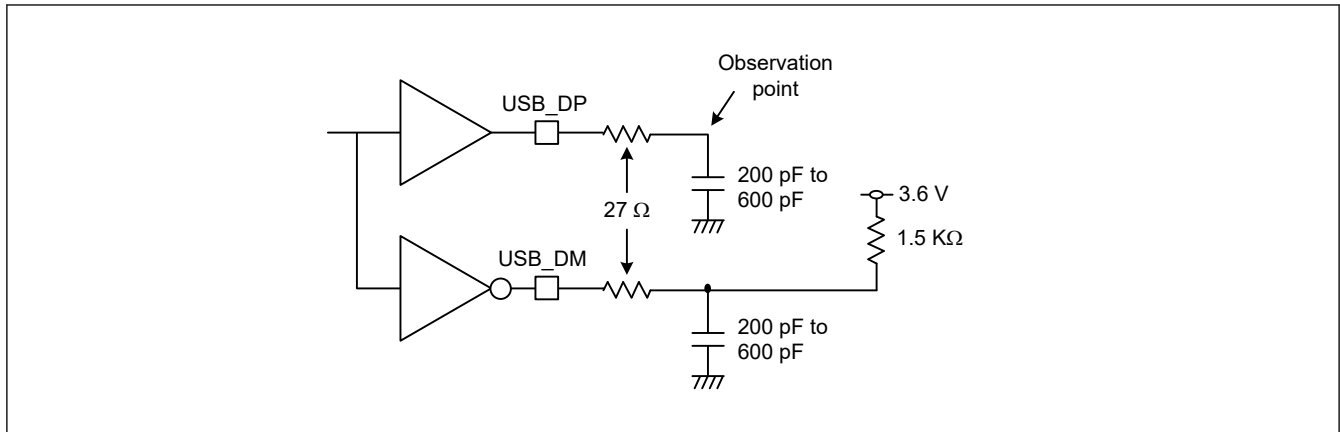 Observation
point
USB_DP
200 pF to
600 pF
3.6 V
27 Ω
1.5 KΩ
USB_DM
200 pF to
600 pF